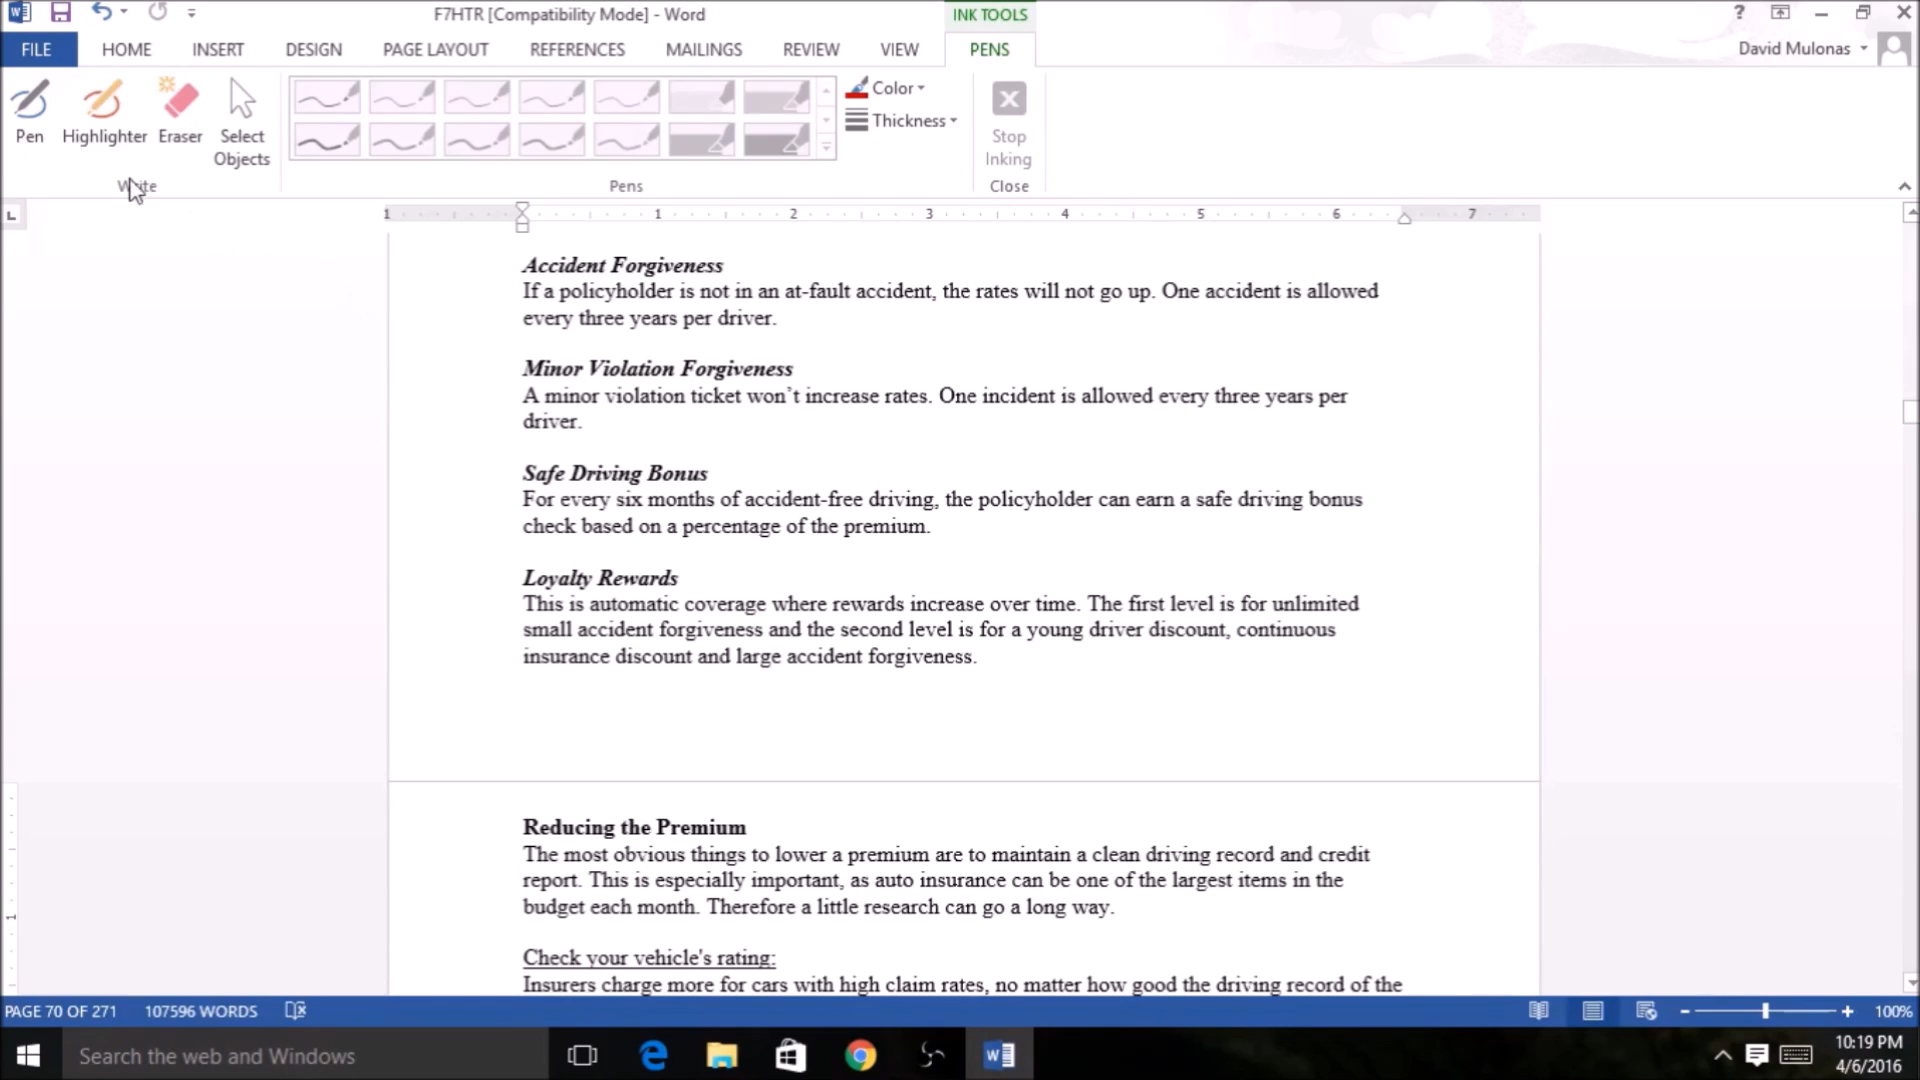 F7HTR [Compatibility Mode] - Word
INK TOOLS
?
FILE
HOME
INSERT
DESIGN
PAGE LAYOUT
REFERENCES
MAILINGS
REVIEW
VIEW
PENS
David Mulonas
Pen
Highlighter
Eraser
Select
Objects
Color
Thickness
Stop
Inking
Write
Pens
Close
1 1 2 3 4 5 6 7
Accident Forgiveness
If a policyholder is not in an at-fault accident, the rates will not go up. One accident is allowed
every three years per driver.
Minor Violation Forgiveness
A minor violation ticket won't increase rates. One incident is allowed every three years per
driver.
Safe Driving Bonus
For every six months of accident-free driving, the policyholder can earn a safe driving bonus
check based on a percentage of the premium.
Loyalty Rewards
This is automatic coverage where rewards increase over time. The first level is for unlimited
small accident forgiveness and the second level is for a young driver discount, continuous
insurance discount and large accident forgiveness.
Reducing the Premium
The most obvious things to lower a premium are to maintain a clean driving record and credit
report. This is especially important, as auto insurance can be one of the largest items in the
budget each month. Therefore a little research can go a long way.
Check your vehicle's rating:
Insurers charge more for cars with high claim rates, no matter how good the driving record of the
PAGE 70 OF 271
107596 WORDS
100%
Search the web and Windows
10:19 PM
4/6/2016